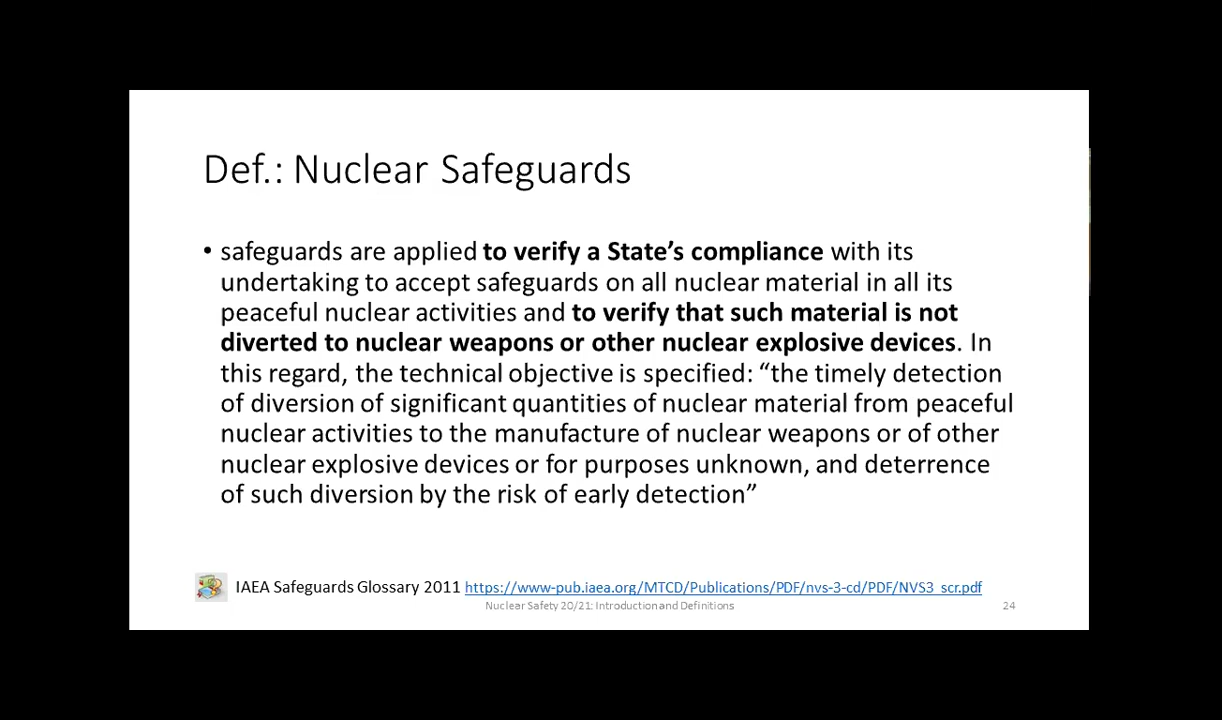 Def.: Nuclear Safeguards
• safeguards are applied to verify a State’s compliance with its
undertaking to accept safeguards on all nuclear material in all its
peaceful nuclear activities and to verify that such material is not
diverted to nuclear weapons or other nuclear explosive devices. In
this regard, the technical objective is specified: “the timely detection
of diversion of significant quantities of nuclear material from peaceful
nuclear activities to the manufacture of nuclear weapons or of other
nuclear explosive devices or for purposes unknown, and deterrence
of such diversion by the risk of early detection”
IAEA Safeguards Glossary 2011 https://www-pub.iaea.org/MTCD/Publications/PDF/nvs-3-cd/PDF/NVS3_scr.pdf
Nuclear Safety 20/21: Introduction and Definitions
24